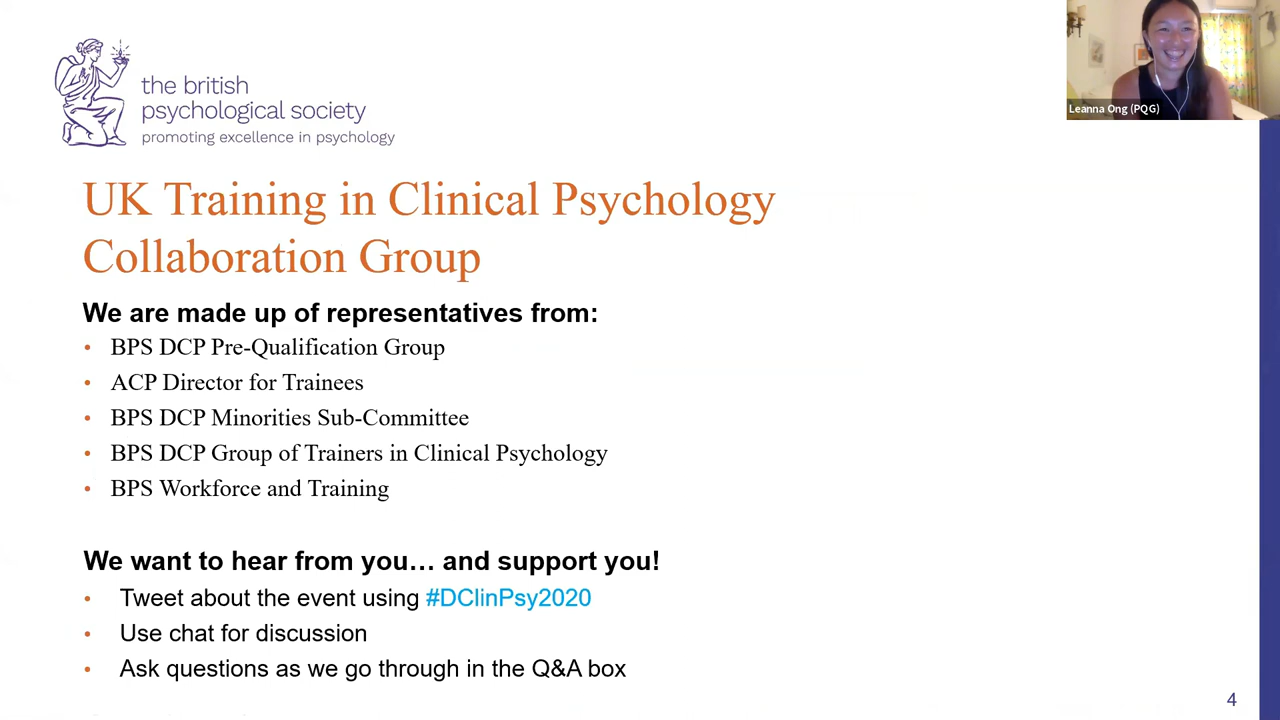 the british
psychological society
promoting excellence in psychology
Leanna Ong (PQG)
UK Training in Clinical Psychology
Collaboration Group
We are made up of representatives from:
• BPS DCP Pre-Qualification Group
• ACP Director for Trainees
• BPS DCP Minorities Sub-Committee
• BPS DCP Group of Trainers in Clinical Psychology
• BPS Workforce and Training
We want to hear from you… and support you!
• Tweet about the event using #DClinPsy2020
• Use chat for discussion
• Ask questions as we go through in the Q&A box
4